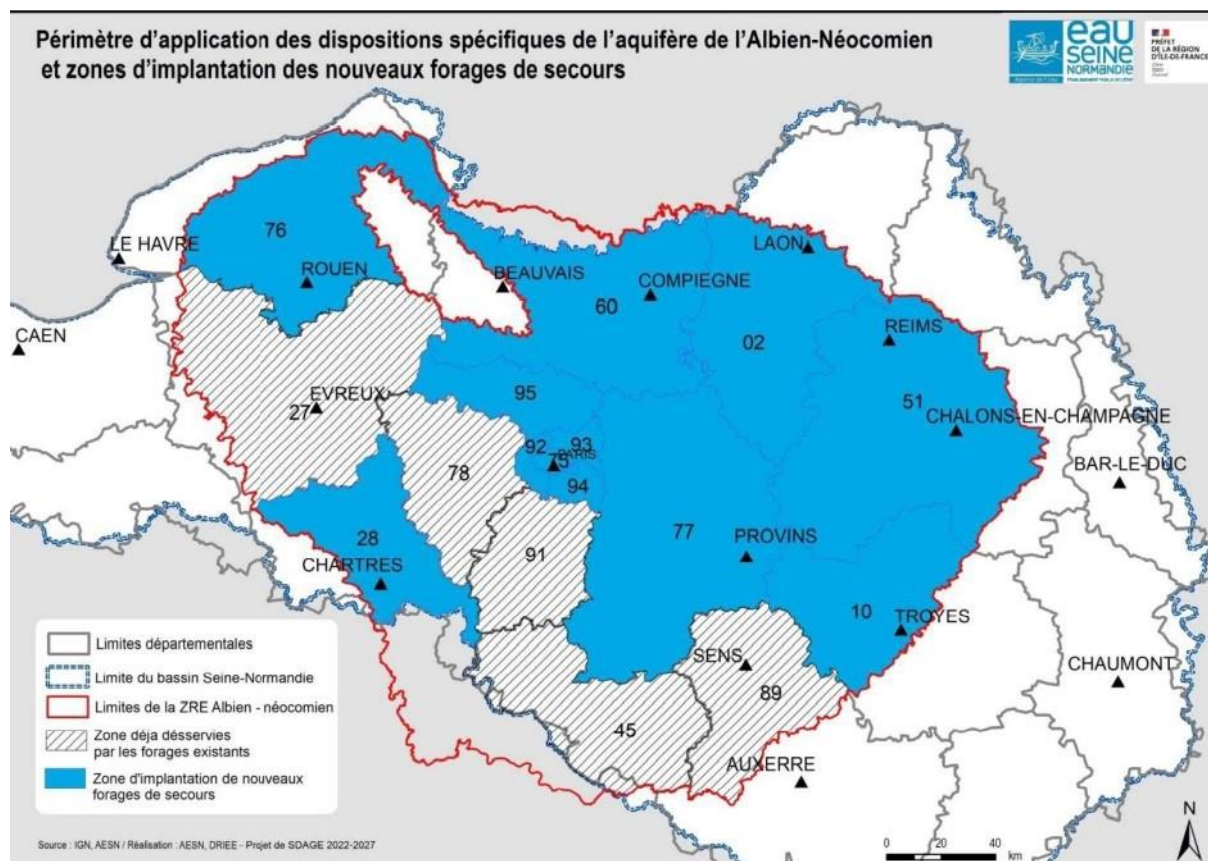 Périmètre d'application des dispositions spécifiques de l'aquifère de l'Albien-Néocomien
et zones d'implantation des nouveaux forages de secours
eau
SEINE
NORMANDIE
Agence de l'eau
PRÉFET
DE LA RÉGION
D'ÎLE-DE-FRANCE
76
LE HAVRE
ROUEN
BEAUVAIS
60
COMPIEGNE
LAON
CAEN
02
REIMS
EVREUX
27
95
51
CHALONS-EN-CHAMPAGNE
92
93
75
PARIS
94
78
BAR-LE-DUC
28
CHARTRES
91
77
PROVINS
10
TROYES
SENS
89
CHAUMONT
45
AUXERRE
Limites départementales
Limite du bassin Seine-Normandie
Limites de la ZRE Albien - néocomien
Zone déja désservies
par les forages existants
Zone d'implantation de nouveaux
forages de secours
Source : IGN, AESN / Réalisation : AESN, DRIEE - Projet de SDAGE 2022-2027
N
0 20 40
km